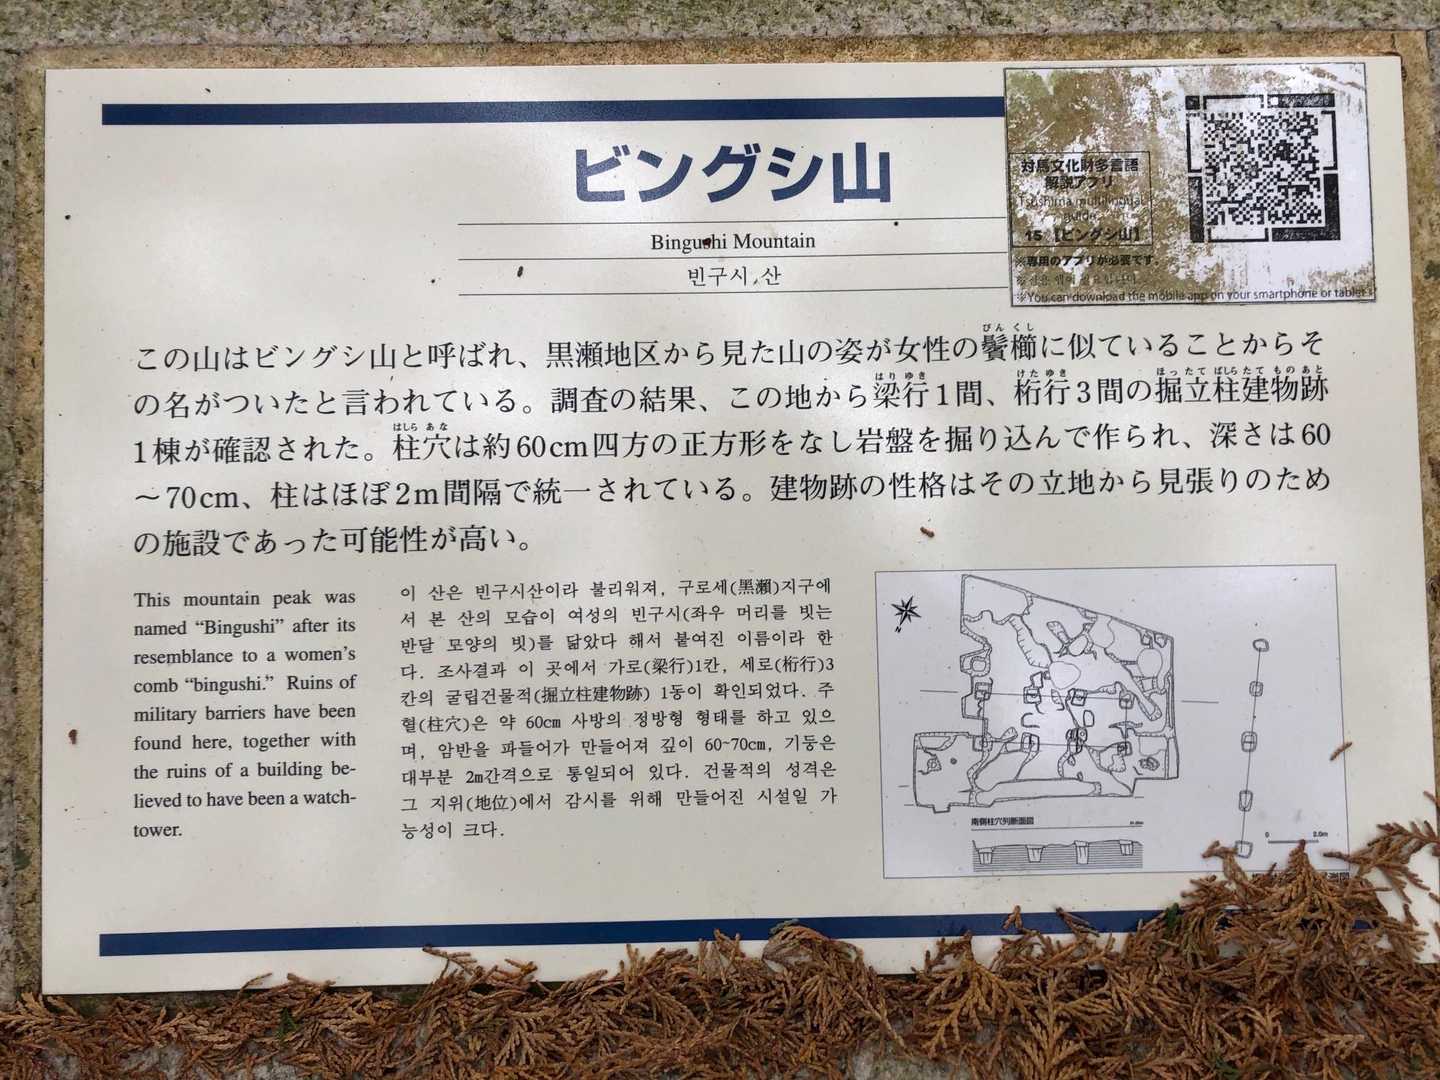 ビングシ山
Bingushi Mountain
빈구시 산
対馬文化財多言語
解説アプリ
Tsushima multilingual
guide
15 【ビングシ山】
※専用のアプリが必要です
※You can download the mobile app on your smartphone or tablet
この山はビングシ山と呼ばれ、黒瀬地区から見た山の姿が女性の鬢櫛に似ていることからそ
の名がついたと言われている。調査の結果、この地から梁行1間、桁行3間の掘立柱建物跡
1棟が確認された。柱穴は約60cm四方の正方形をなし岩盤を掘り込んで作られ、深さは60
～70cm、柱はほぼ2m間隔で統一されている。建物跡の性格はその立地から見張りのため
の施設であった可能性が高い。
This mountain peak was
named “Bingushi” after its
resemblance to a women’s
comb “bingushi.” Ruins of
military barriers have been
found here, together with
the ruins of a building be-
lieved to have been a watch-
tower.
이 산은 빈구시산이라 불리워져, 구로세(黑瀬)지구에
서 본 산의 모습이 여성의 빈구시(좌우 머리를 빗는
반달 모양의 빗)를 닮았다 해서 붙여진 이름이라 한
다. 조사결과 이 곳에서 가로(梁行)1칸, 세로(桁行)3
칸의 굴립건물적(掘立柱建物跡) 1동이 확인되었다. 주
혈(柱穴)은 약 60cm 사방의 정방형 형태를 하고 있으
며, 암반을 파들어가 만들어져 깊이 60~70cm, 기둥은
대부분 2m간격으로 통일되어 있다. 건물적의 성격은
그 지위(地位)에서 감시를 위해 만들어진 시설일 가
능성이 크다.
N
南側柱穴列断面図
0 2.0m